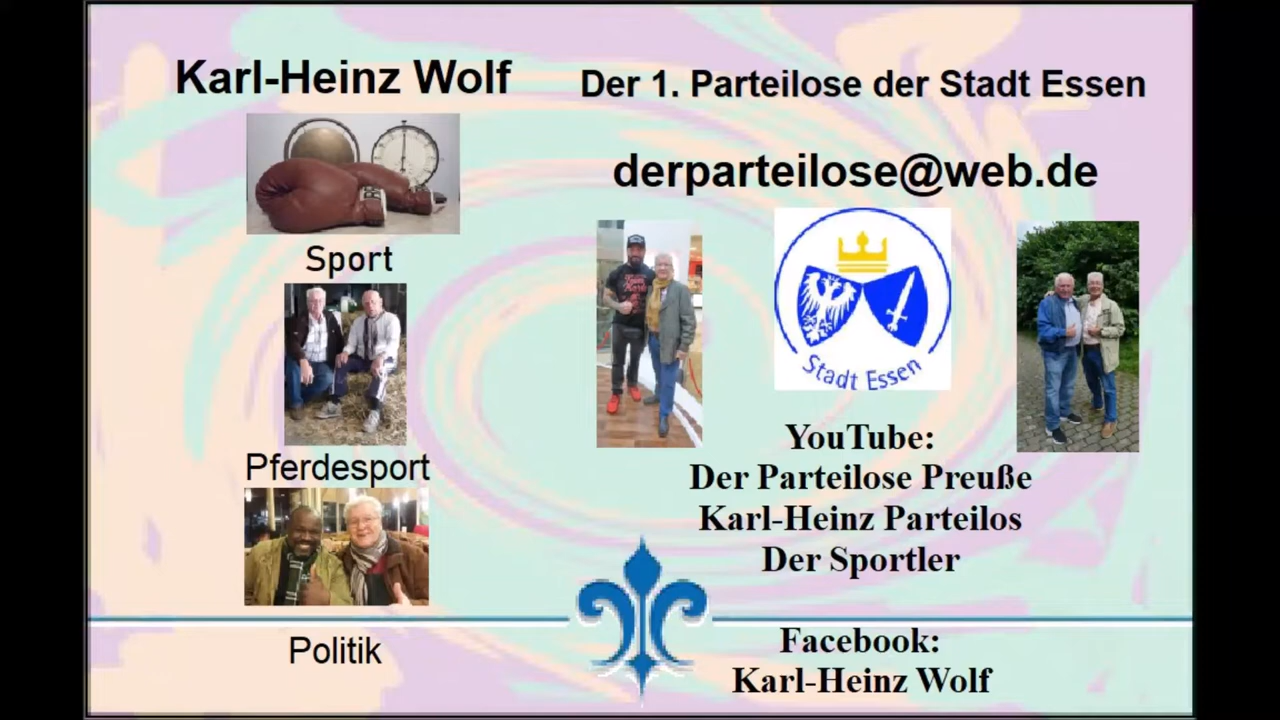 Karl-Heinz Wolf
Der 1. Parteilose der Stadt Essen
derparteilose@web.de
Sport
Pferdesport
Politik
Stadt Essen
YouTube:
Der Parteilose Preuße
Karl-Heinz Parteilos
Der Sportler
Facebook:
Karl-Heinz Wolf